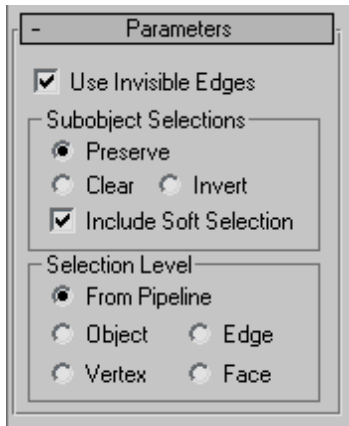 - Parameters
Use Invisible Edges
Subobject Selections
Preserve
Clear Invert
Include Soft Selection
Selection Level
From Pipeline
Object Edge
Vertex Face